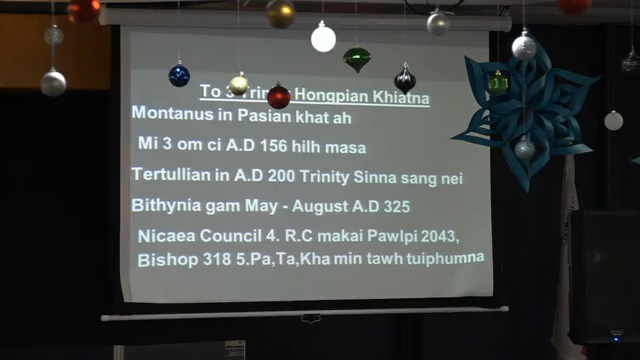 To 3 Hongpian Khiatna
Montanus in Pasian khat ah
Mi 3 om ci A.D 156 hilh masa
Tertullian in A.D 200 Trinity Sinna sang nei
Bithynia gam May - August A.D 325
Nicaea Council 4. R.C makai Pawlpi 2043,
Bishop 318 5.Pa,Ta,Kha min tawh tuiphumna